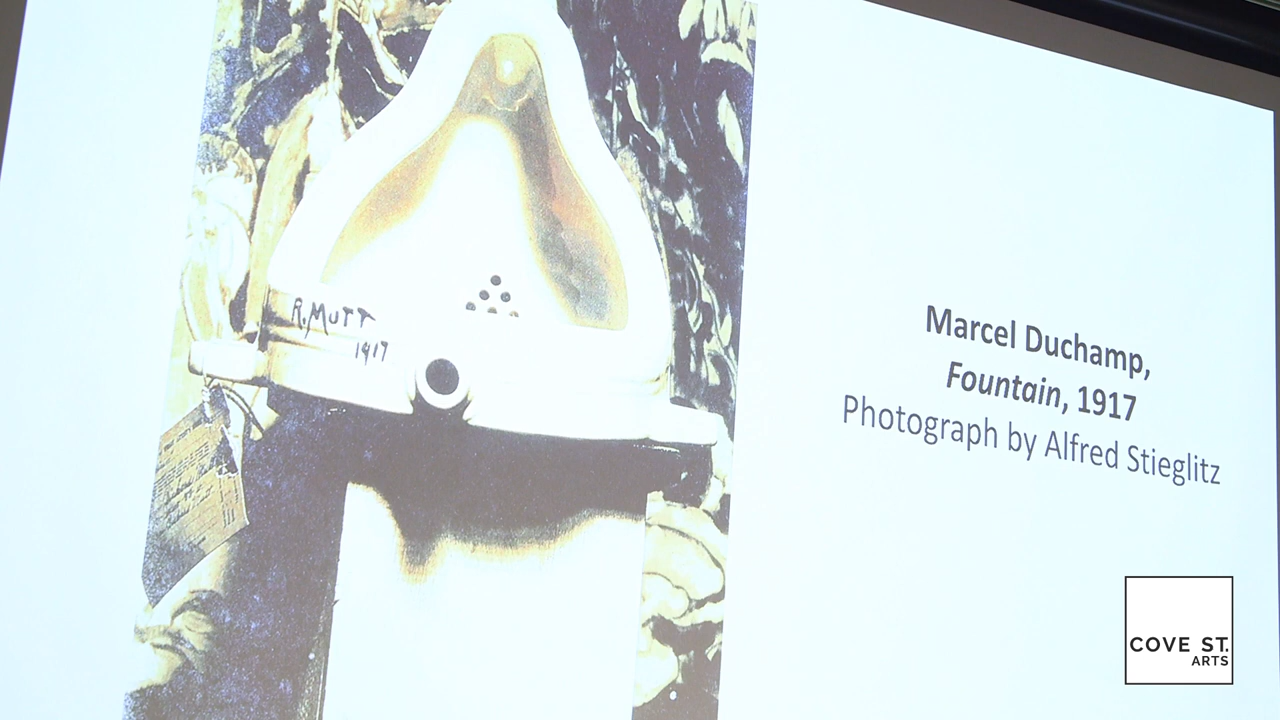 R. MUTT
1917
Marcel Duchamp,
Fountain, 1917
Photograph by Alfred Stieglitz
COVE ST.
ARTS